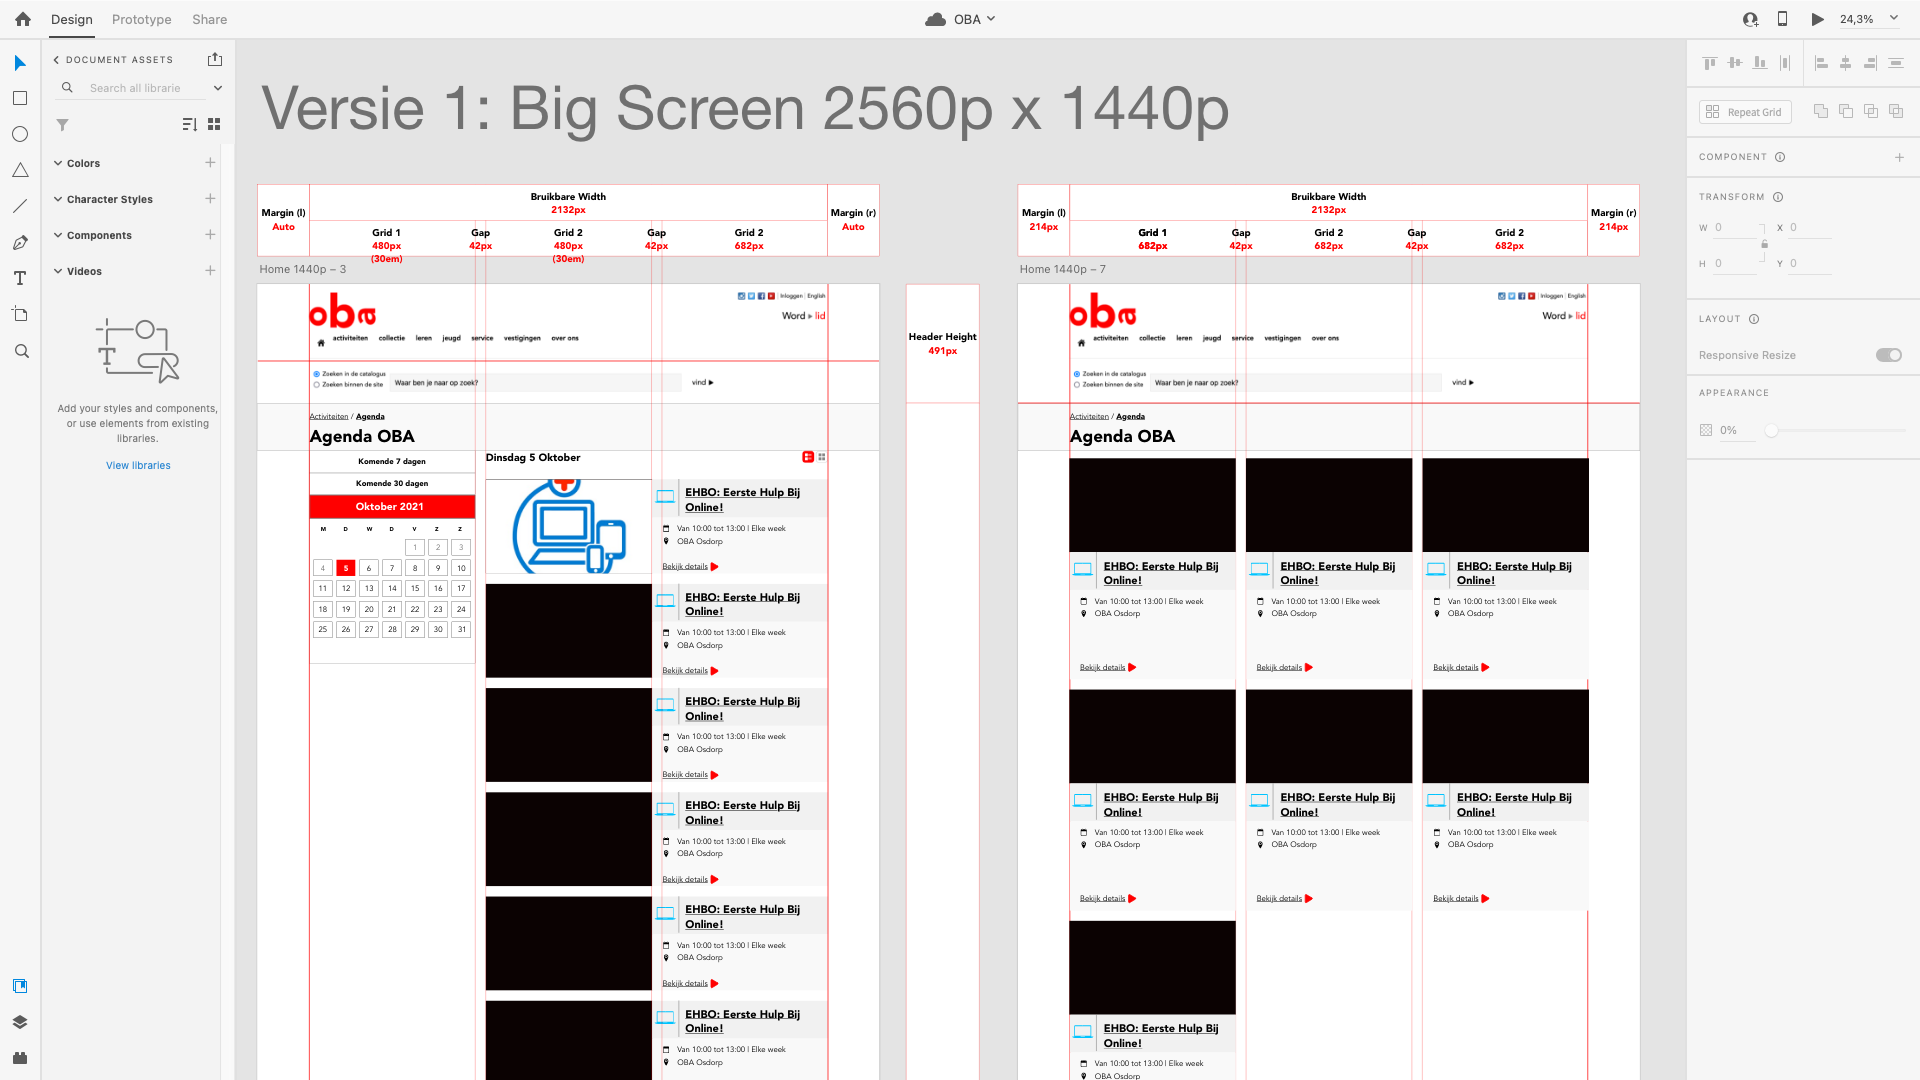 Design
Prototype
Share
OBA
24,3%
DOCUMENT ASSETS
Search all librarie
Colors
Character Styles
Components
Videos
Add your styles and components,
or use elements from existing
libraries.
View libraries
Versie 1: Big Screen 2560p x 1440p
Margin (l)
Auto
Bruikbare Width
2132px
Grid 1
480px
(30em)
Gap
42px
Grid 2
480px
(30em)
Gap
42px
Grid 2
682px
Margin (r)
Auto
Home 1440p – 3
oba
Inloggen | English
Word lid
activiteiten collectie leren jeugd service vestigingen over ons
Zoeken in de catalogus
Zoeken binnen de site
Waar ben je naar op zoek?
vind
Activiteiten / Agenda
Agenda OBA
Komende 7 dagen
Komende 30 dagen
Oktober 2021
M D W D V Z Z
1 2 3
4 5 6 7 8 9 10
11 12 13 14 15 16 17
18 19 20 21 22 23 24
25 26 27 28 29 30 31
Dinsdag 5 Oktober
EHBO: Eerste Hulp Bij
Online!
Van 10:00 tot 13:00 | Elke week
OBA Osdorp
Bekijk details
EHBO: Eerste Hulp Bij
Online!
Van 10:00 tot 13:00 | Elke week
OBA Osdorp
Bekijk details
EHBO: Eerste Hulp Bij
Online!
Van 10:00 tot 13:00 | Elke week
OBA Osdorp
Bekijk details
EHBO: Eerste Hulp Bij
Online!
Van 10:00 tot 13:00 | Elke week
OBA Osdorp
Bekijk details
EHBO: Eerste Hulp Bij
Online!
Van 10:00 tot 13:00 | Elke week
OBA Osdorp
Bekijk details
EHBO: Eerste Hulp Bij
Online!
Van 10:00 tot 13:00 | Elke week
OBA Osdorp
Header Height
491px
Margin (l)
214px
Bruikbare Width
2132px
Grid 1
682px
Gap
42px
Grid 2
682px
Gap
42px
Grid 2
682px
Margin (r)
214px
Home 1440p – 7
oba
Inloggen | English
Word lid
activiteiten collectie leren jeugd service vestigingen over ons
Zoeken in de catalogus
Zoeken binnen de site
Waar ben je naar op zoek?
vind
Activiteiten / Agenda
Agenda OBA
EHBO: Eerste Hulp Bij
Online!
Van 10:00 tot 13:00 | Elke week
OBA Osdorp
Bekijk details
EHBO: Eerste Hulp Bij
Online!
Van 10:00 tot 13:00 | Elke week
OBA Osdorp
Bekijk details
EHBO: Eerste Hulp Bij
Online!
Van 10:00 tot 13:00 | Elke week
OBA Osdorp
Bekijk details
EHBO: Eerste Hulp Bij
Online!
Van 10:00 tot 13:00 | Elke week
OBA Osdorp
Bekijk details
EHBO: Eerste Hulp Bij
Online!
Van 10:00 tot 13:00 | Elke week
OBA Osdorp
Bekijk details
EHBO: Eerste Hulp Bij
Online!
Van 10:00 tot 13:00 | Elke week
OBA Osdorp
Bekijk details
EHBO: Eerste Hulp Bij
Online!
Van 10:00 tot 13:00 | Elke week
OBA Osdorp
Repeat Grid
COMPONENT
TRANSFORM
W 0 X 0
H 0 Y 0
LAYOUT
Responsive Resize
APPEARANCE
0%